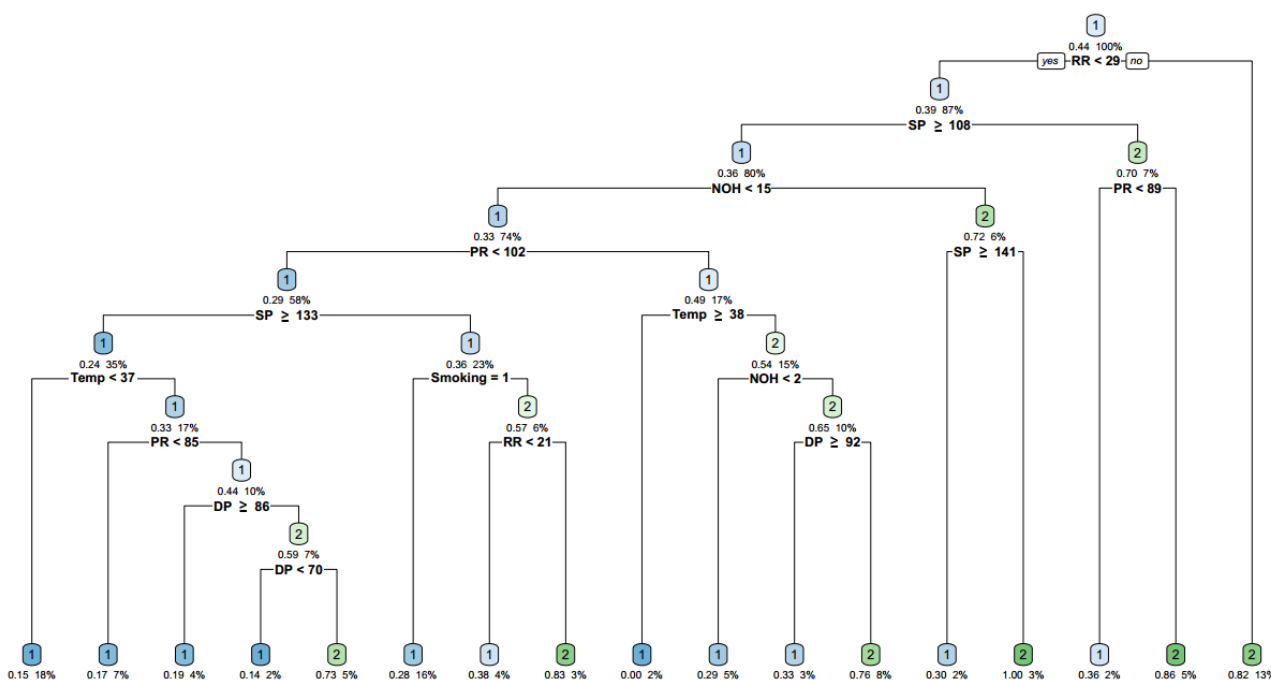 1
0.44 100%
yes RR < 29 no
1
0.39 87%
SP ≥ 108
1 2
0.36 80% 0.70 7%
NOH < 15 PR < 89
1 2
0.33 74% 0.72 6%
PR < 102 SP ≥ 141
1 1
0.29 58% 0.49 17%
SP ≥ 133 Temp ≥ 38
1 1 2
0.24 35% 0.36 23% 0.54 15%
Temp < 37 Smoking = 1 NOH < 2
1 2 2
0.33 17% 0.57 6% 0.65 10%
PR < 85 RR < 21 DP ≥ 92
1
0.44 10%
DP ≥ 86
2
0.59 7%
DP < 70
1 1 1 1 2 1 1 2 1 1 1 2 1 2 1 2 2
0.15 18% 0.17 7% 0.19 4% 0.14 2% 0.73 5% 0.28 16% 0.38 4% 0.83 3% 0.00 2% 0.29 5% 0.33 3% 0.76 8% 0.30 2% 1.00 3% 0.36 2% 0.86 5% 0.82 13%